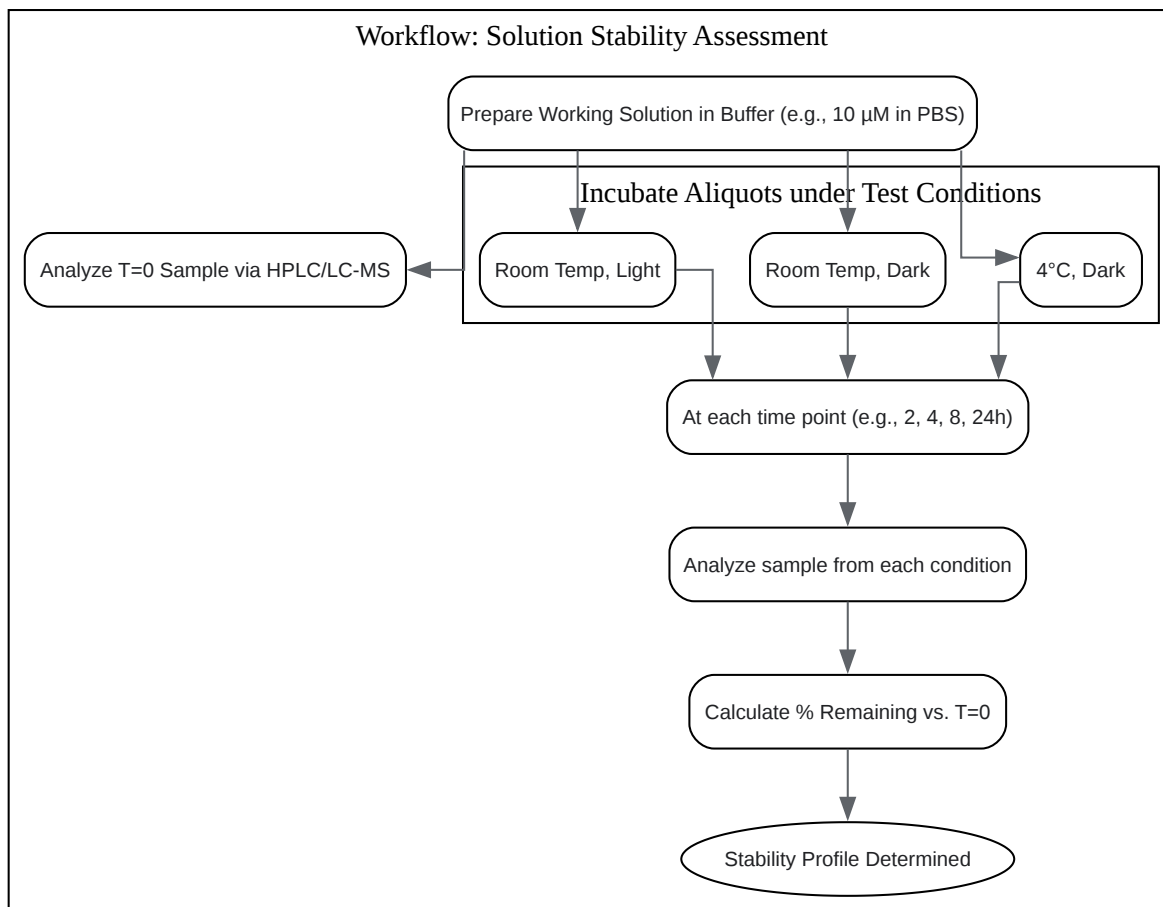 Workflow: Solution Stability Assessment
Prepare Working Solution in Buffer (e.g., 10 µM in PBS)
Incubate Aliquots under Test Conditions
Analyze T=0 Sample via HPLC/LC-MS
Room Temp, Light
Room Temp, Dark
4°C, Dark
At each time point (e.g., 2, 4, 8, 24h)
Analyze sample from each condition
Calculate % Remaining vs. T=0
Stability Profile Determined